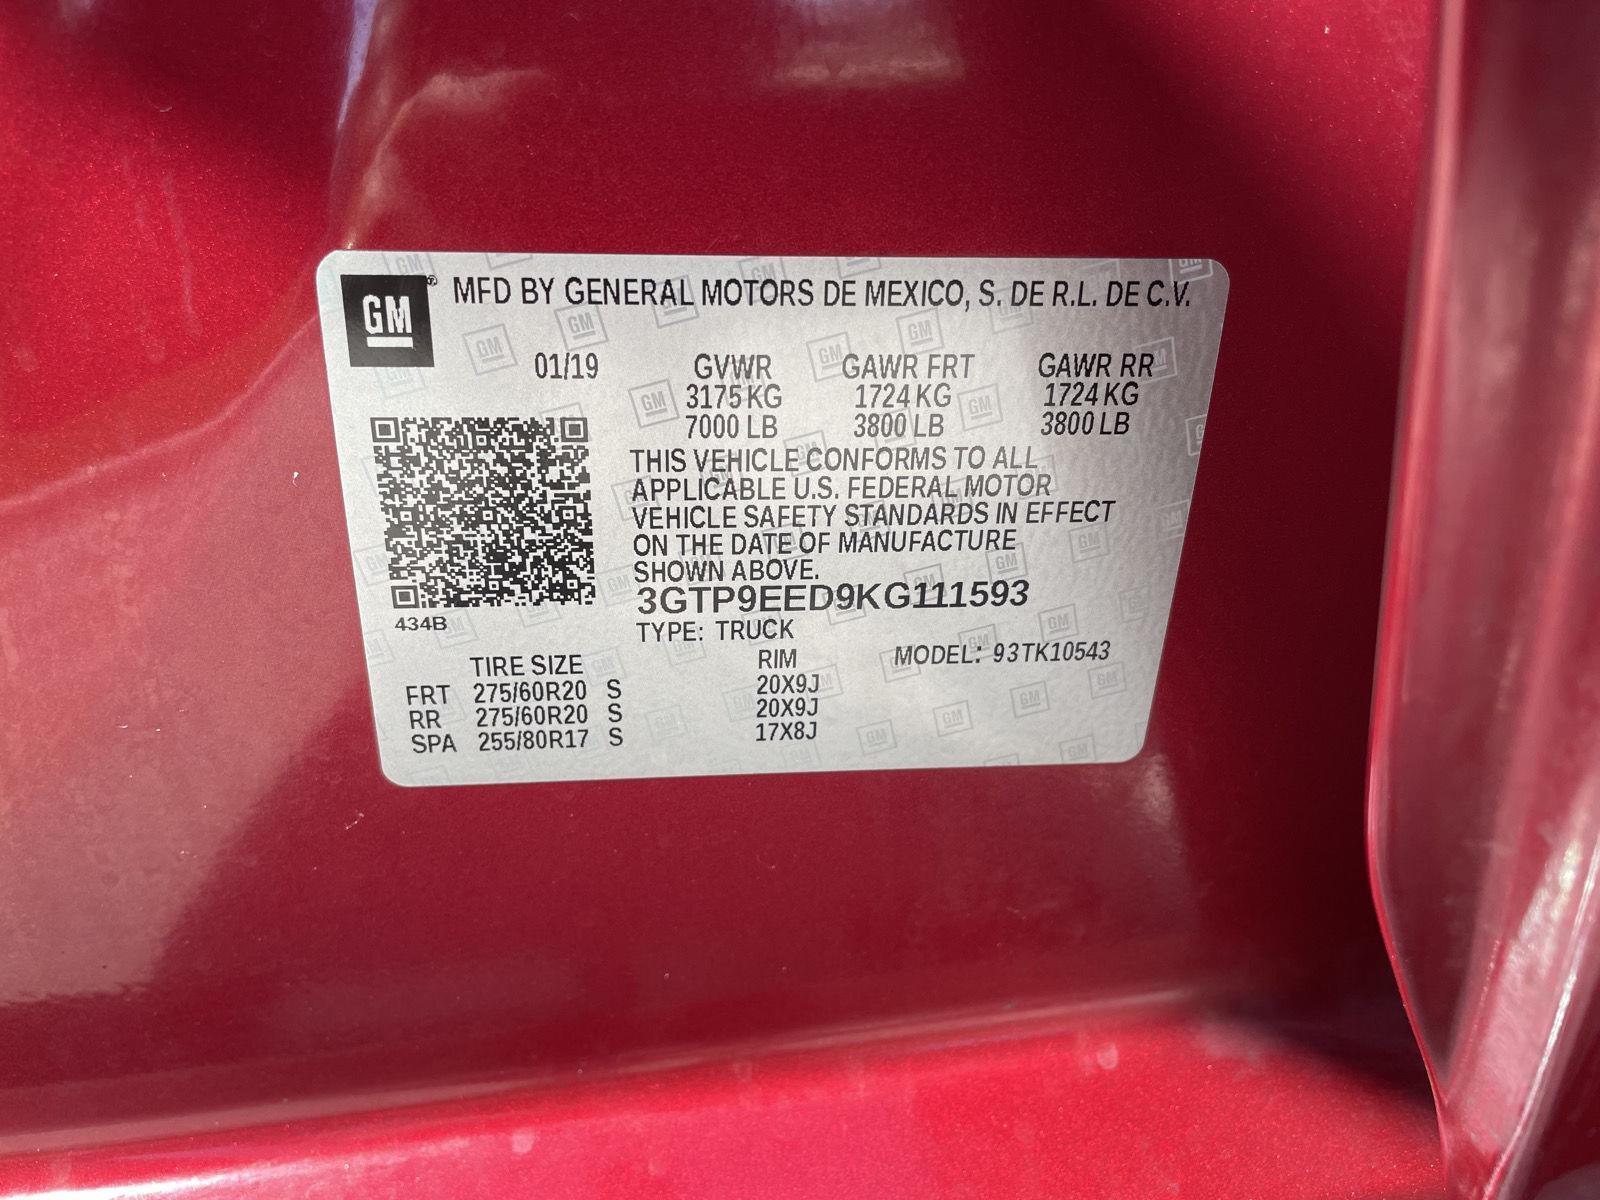 GM
MFD BY GENERAL MOTORS DE MEXICO, S. DE R.L. DE C.V.
01/19 GVWR GAWR FRT GAWR RR
3175 KG 1724 KG 1724 KG
7000 LB 3800 LB 3800 LB
THIS VEHICLE CONFORMS TO ALL
APPLICABLE U.S. FEDERAL MOTOR
VEHICLE SAFETY STANDARDS IN EFFECT
ON THE DATE OF MANUFACTURE
SHOWN ABOVE.
3GTP9EED9KG111593
434B
TYPE: TRUCK
TIRE SIZE RIM MODEL: 93TK10543
FRT 275/60R20 S 20X9J
RR 275/60R20 S 20X9J
SPA 255/80R17 S 17X8J